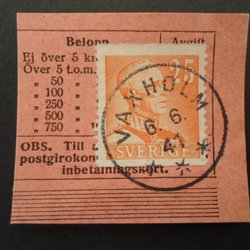 Belopp Avgift
Ej över 5 k
Över 5 t.o.m.
„ 50 „
„ 100 „
„ 250 „
„ 500 „
„ 750 „
25
SVERIGE
VAXHOLM
6.6.
47
OBS. Till
postgirokon
inbetalningskort.